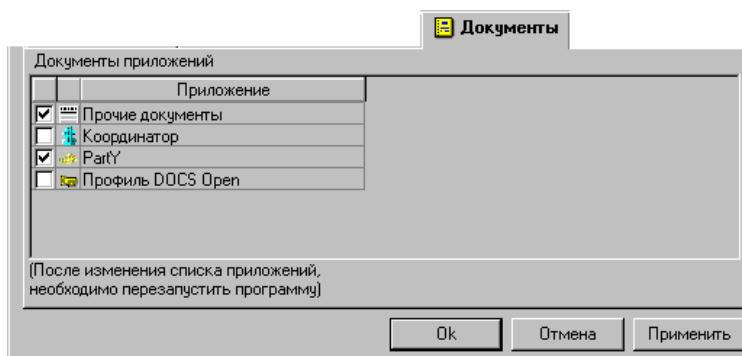 Документы
Документы приложений
Приложение
Прочие документы
Координатор
PartY
Профиль DOCS Open
(После изменения списка приложений,
необходимо перезапустить программу)
Ok Отмена Применить